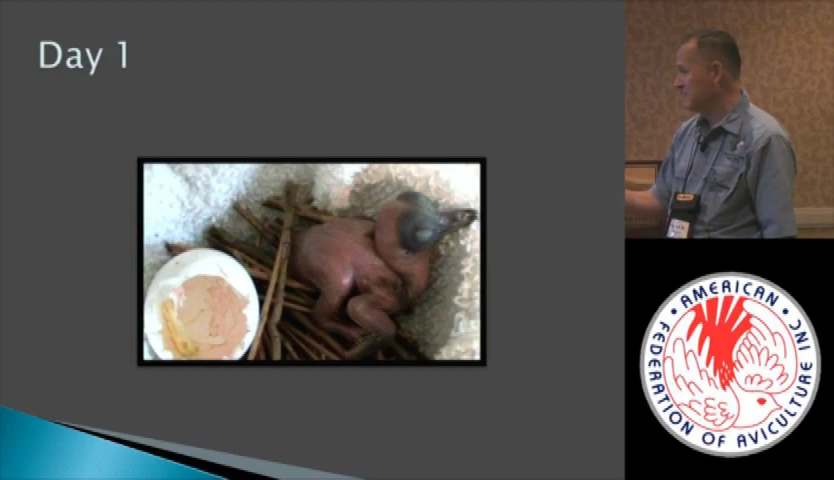 Day 1
• AMERICAN •
FEDERATION OF AVICULTURE INC